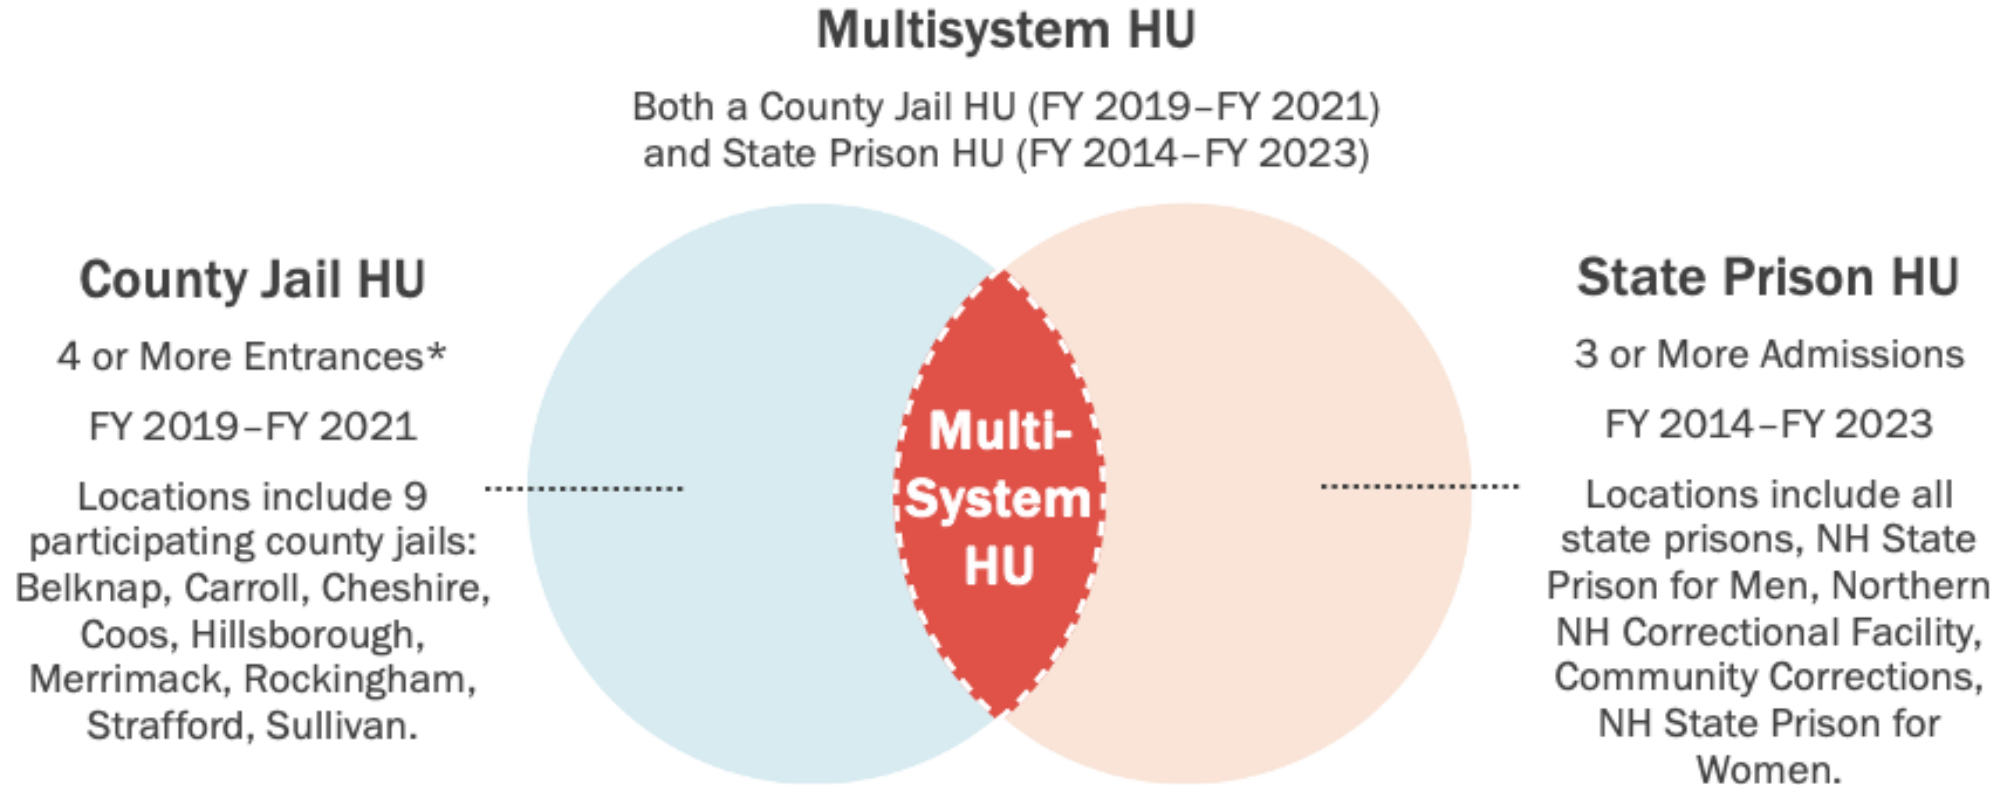 Multisystem HU
Both a County Jail HU (FY 2019–FY 2021)
and State Prison HU (FY 2014–FY 2023)
County Jail HU
4 or More Entrances*
FY 2019–FY 2021
Locations include 9
participating county jails:
Belknap, Carroll, Cheshire,
Coos, Hillsborough,
Merrimack, Rockingham,
Strafford, Sullivan.
Multi-
System
HU
State Prison HU
3 or More Admissions
FY 2014–FY 2023
Locations include all
state prisons, NH State
Prison for Men, Northern
NH Correctional Facility,
Community Corrections,
NH State Prison for
Women.